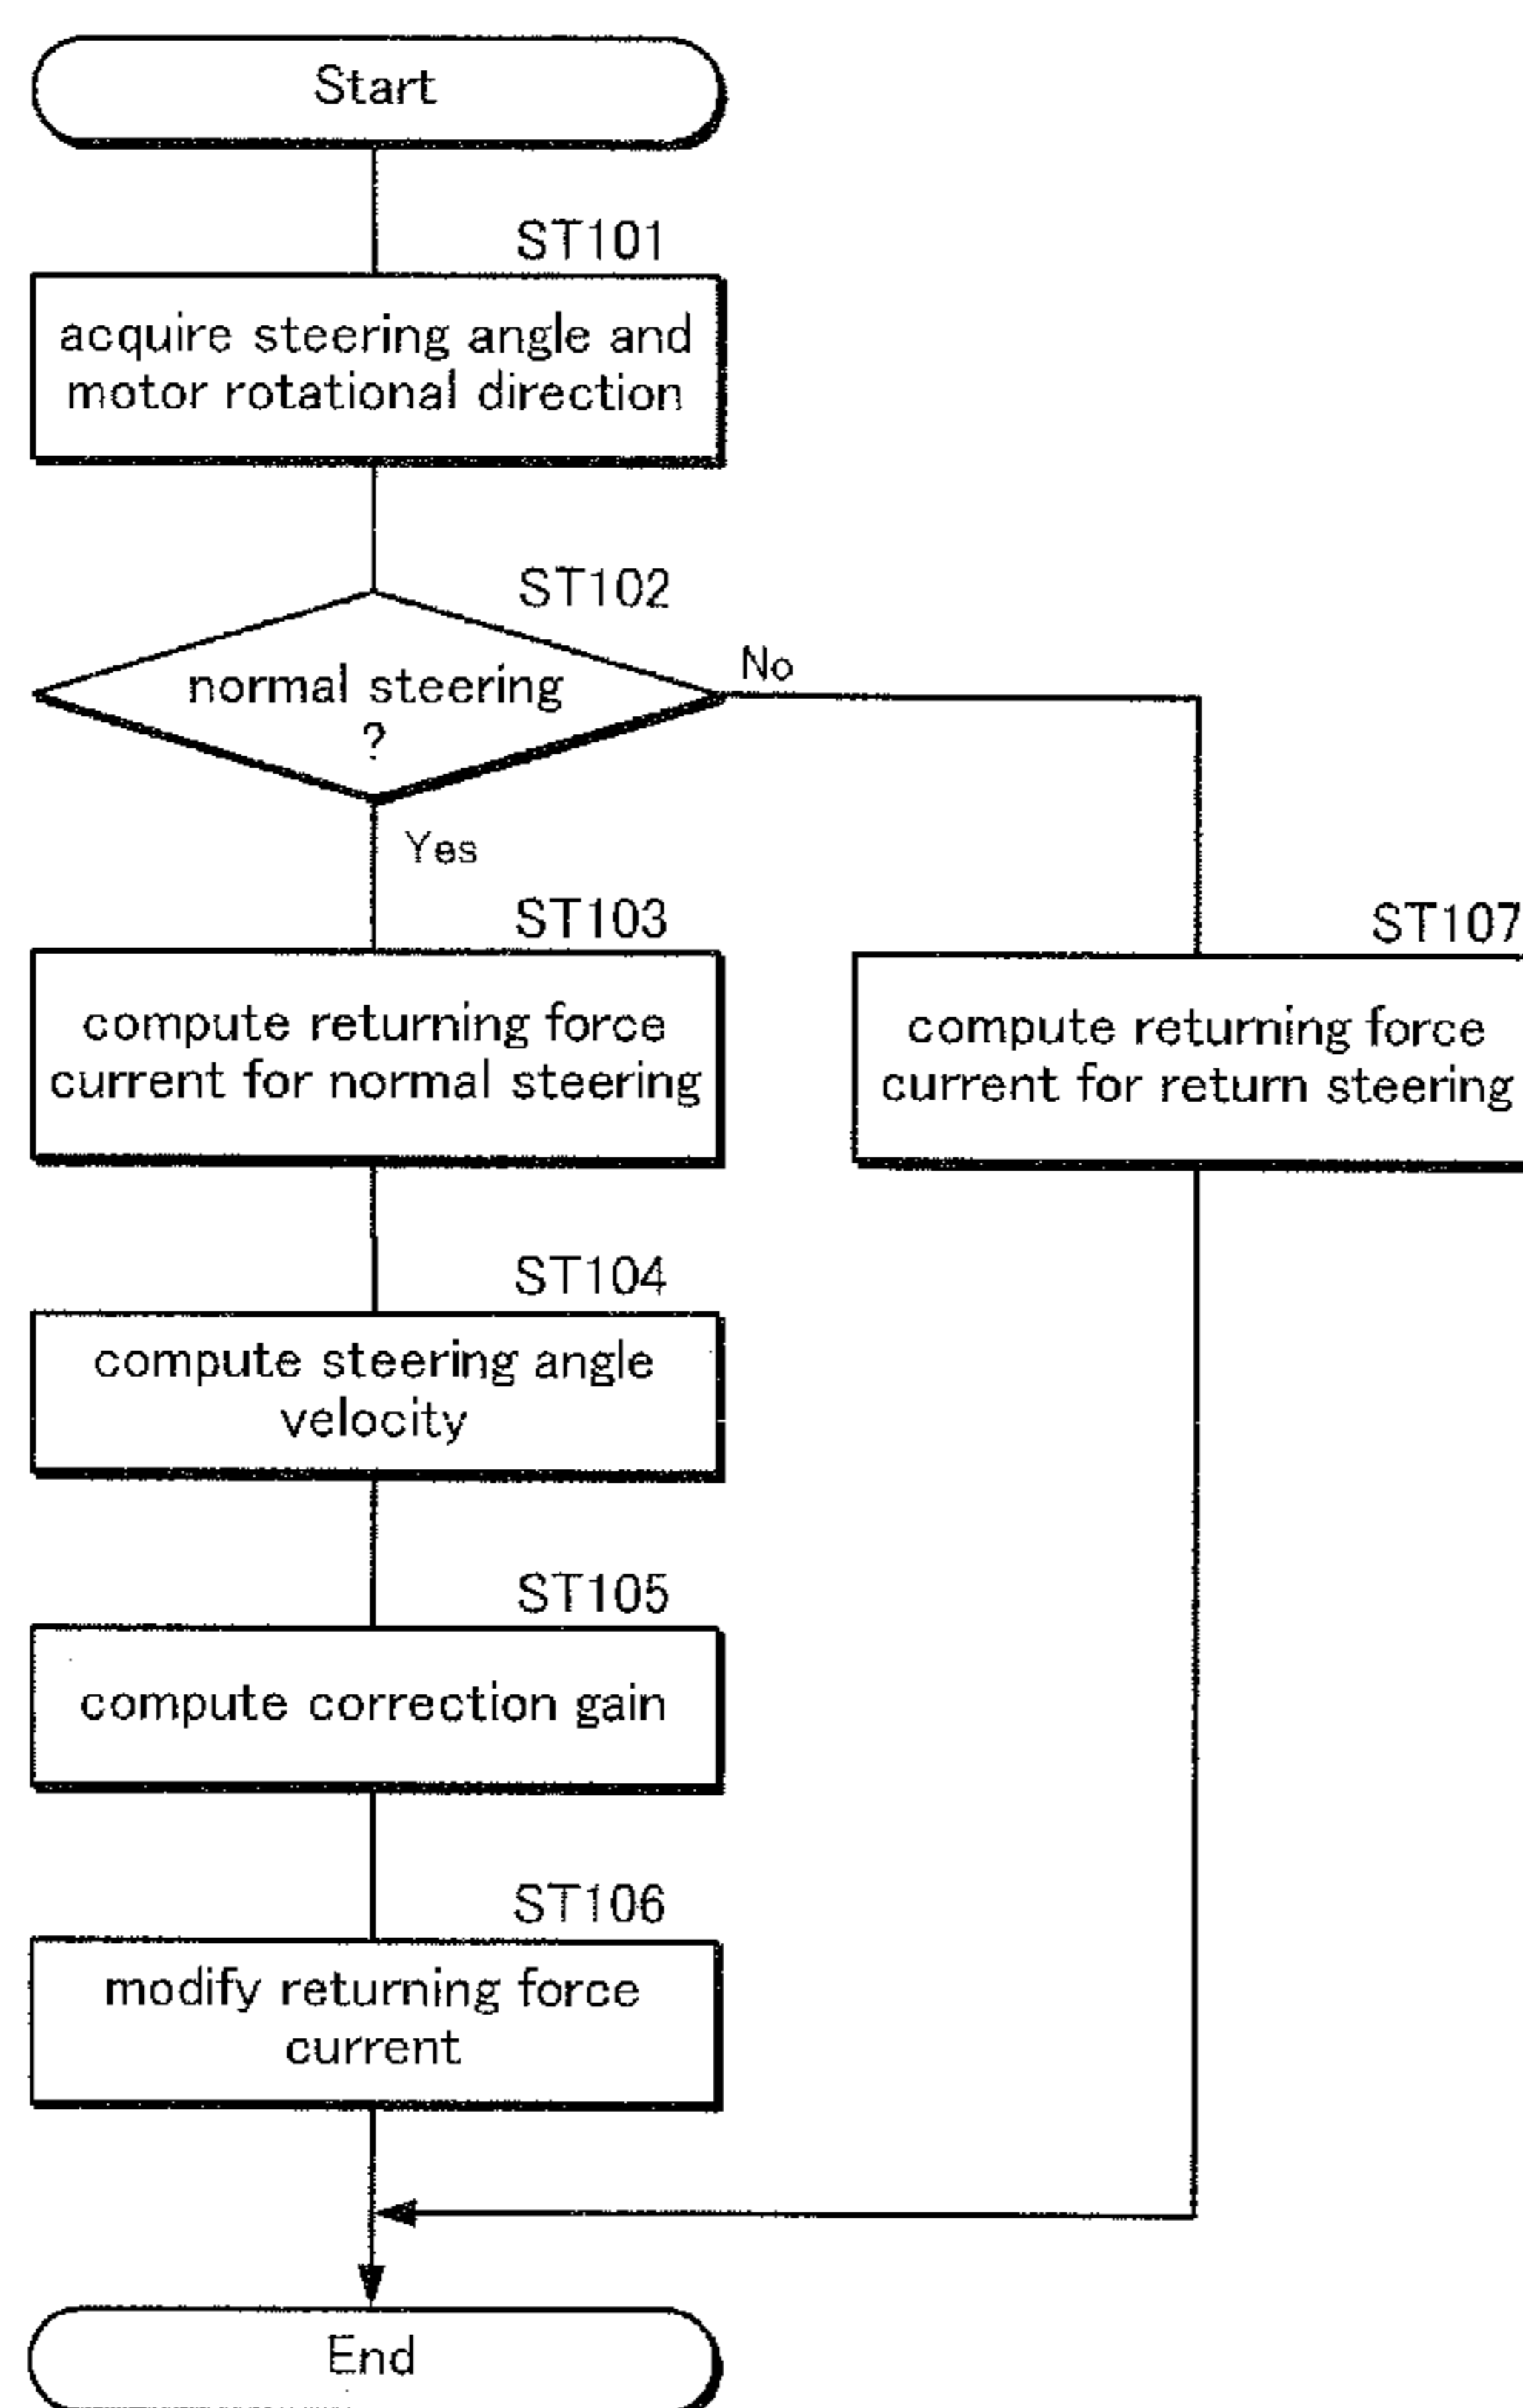 Start
ST101
acquire steering angle and
motor rotational direction
ST102
normal steering
?
No
Yes
ST103
compute returning force
current for normal steering
ST107
compute returning force
current for return steering
ST104
compute steering angle
velocity
ST105
compute correction gain
ST106
modify returning force
current
End